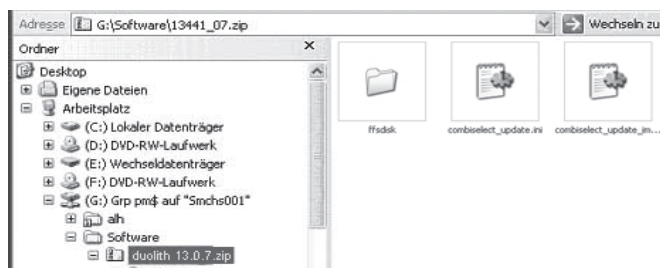 Adresse G:\Software\13441_07.zip Wechseln zu
Ordner
Desktop
Eigene Dateien
Arbeitsplatz
(C:) Lokaler Datenträger
(D:) DVD-RW-Laufwerk
(E:) Wechseldatenträger
(F:) DVD-RW-Laufwerk
(G:) Grp pm$ auf "Smchs001"
alh
Software
duolith 13.0.7.zip
ffsdisk
combiselect_update.ini
combiselect_update_im...